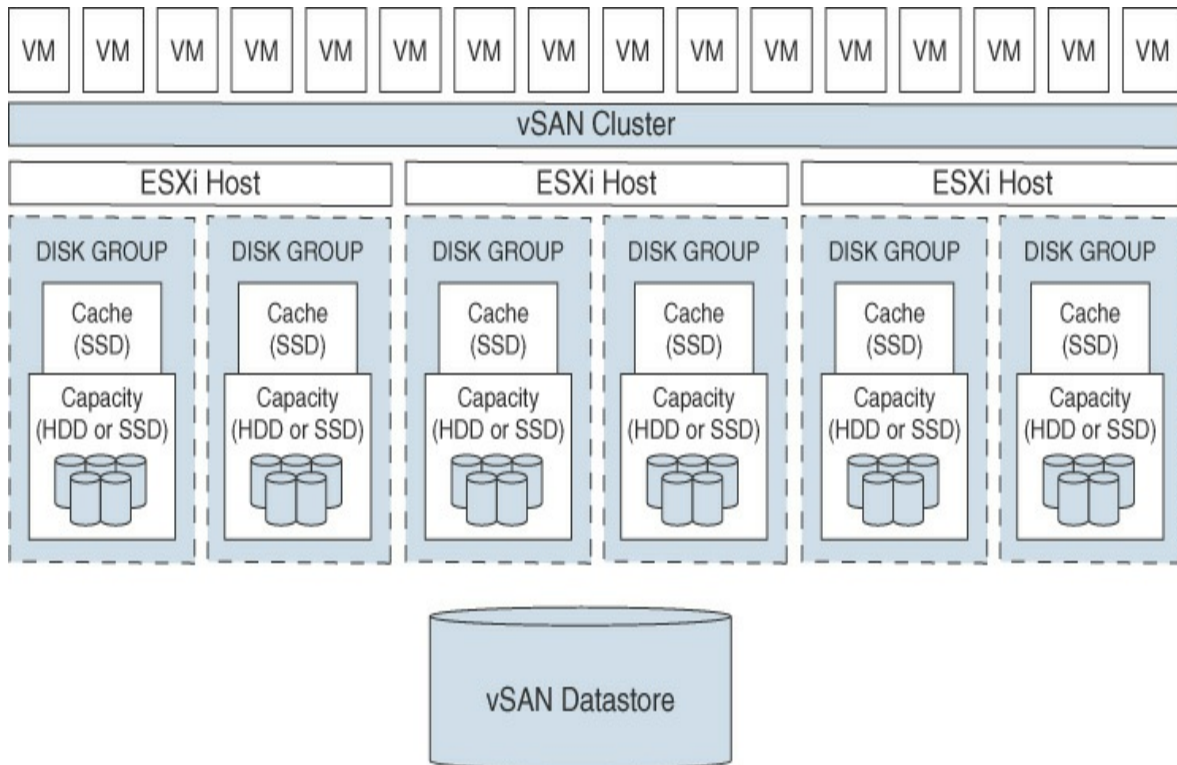 VM VM VM VM VM VM VM VM VM VM VM VM VM VM VM VM
vSAN Cluster
ESXi Host ESXi Host ESXi Host
DISK GROUP DISK GROUP DISK GROUP DISK GROUP DISK GROUP DISK GROUP
Cache Cache Cache Cache Cache Cache
(SSD) (SSD) (SSD) (SSD) (SSD) (SSD)
Capacity Capacity Capacity Capacity Capacity Capacity
(HDD or SSD) (HDD or SSD) (HDD or SSD) (HDD or SSD) (HDD or SSD) (HDD or SSD)
vSAN Datastore